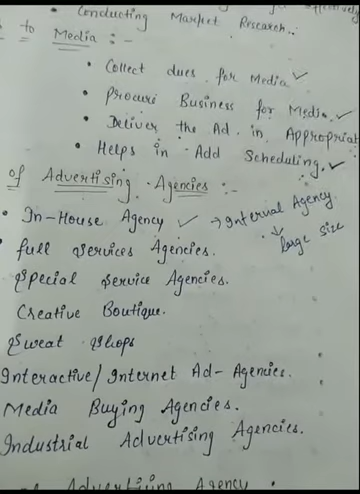 • Conducting Market Research.
to Media :-
• Collect dues for Media ✓
• Procure Business for Media. ✓
• Deliver the Ad. in Appropriat
• Helps in Add Scheduling. ✓
of Advertising Agencies :-
• In-House Agency ✓ → Internal Agency.
↓ large size
• full Services Agencies.
Special Service Agencies.
Creative Boutique.
Sweat Shops
Interactive/Internet Ad-Agencies.
Media Buying Agencies.
Industrial Advertising Agencies.
Advertising Agency